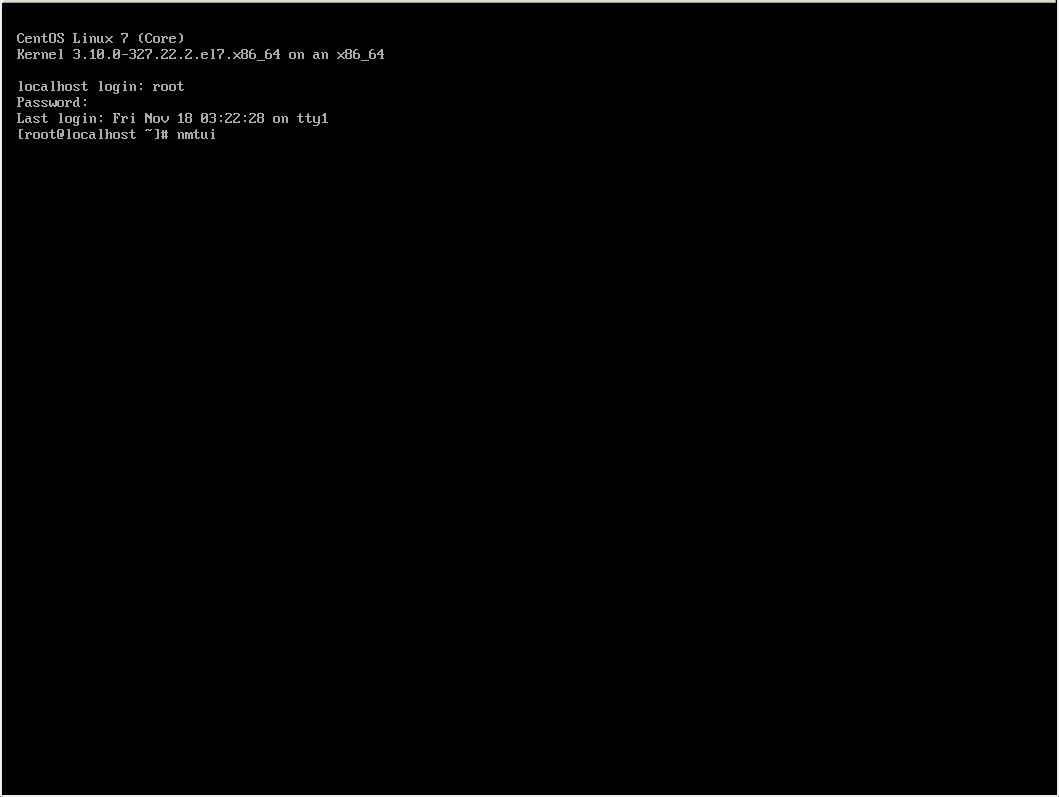 CentOS Linux 7 (Core)
Kernel 3.10.0-327.22.2.el7.x86_64 on an x86_64
localhost login: root
Password:
Last login: Fri Nov 18 03:22:28 on tty1
[root@localhost ~]# nmtui